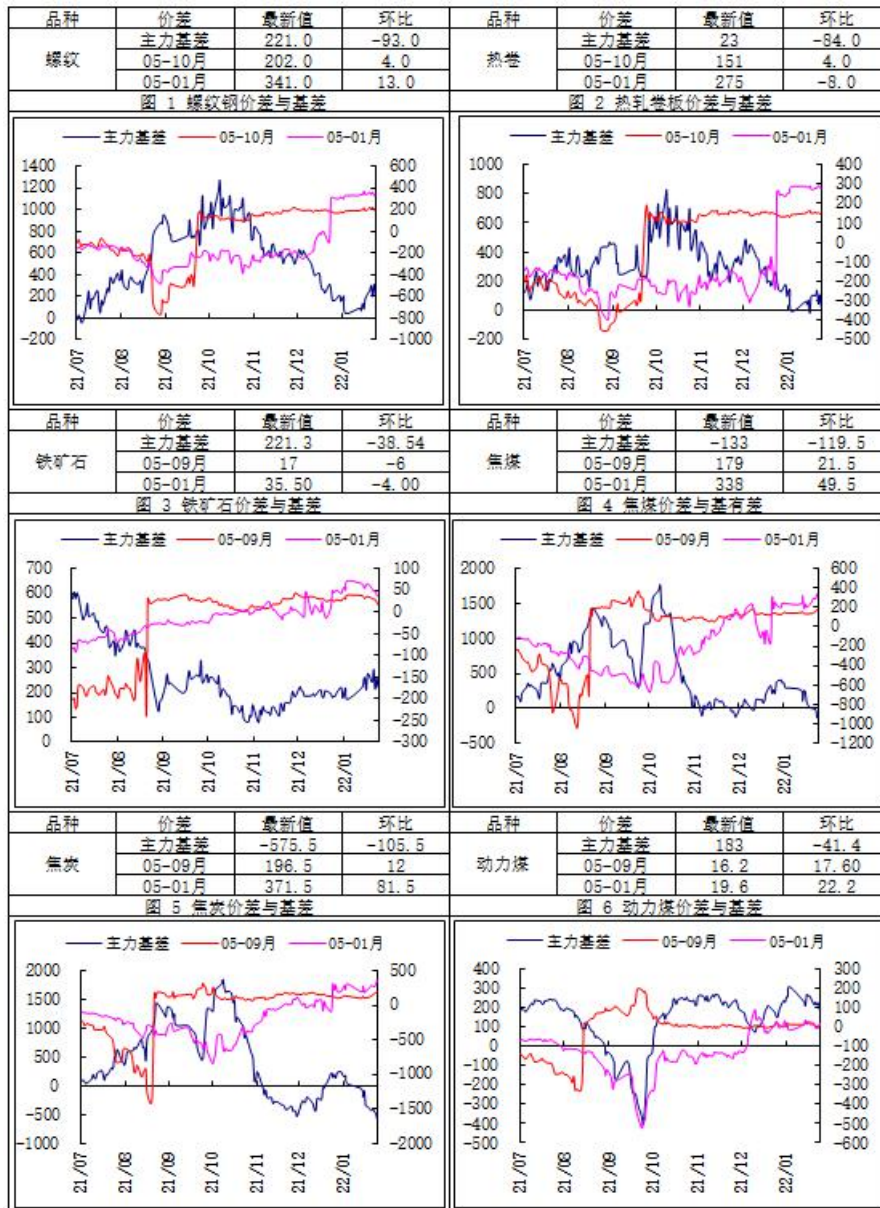 品种 价差 最新值 环比 品种 价差 最新值 环比
螺纹 主力基差 221.0 -93.0 热卷 主力基差 23 -84.0
05-10月 202.0 4.0 05-10月 151 4.0
05-01月 341.0 13.0 05-01月 275 -8.0
图 1 螺纹钢价差与基差
图 2 热轧卷板价差与基差
主力基差 05-10月 05-01月
1400 1200 1000 800 600 400 200 0 -200
600 400 200 0 -200 -400 -600 -800 -1000
21/07 21/08 21/09 21/10 21/11 21/12 22/01
主力基差 05-10月 05-01月
1000 800 600 400 200 0 -200
400 300 200 100 0 -100 -200 -300 -400 -500
21/07 21/08 21/09 21/10 21/11 21/12 22/01
品种 价差 最新值 环比 品种 价差 最新值 环比
铁矿石 主力基差 221.3 -38.54 焦煤 主力基差 -133 -119.5
05-09月 17 -6 05-09月 179 21.5
05-01月 35.50 -4.00 05-01月 338 49.5
图 3 铁矿石价差与基差
图 4 焦煤价差与基有差
主力基差 05-09月 05-01月
700 600 500 400 300 200 100 0
100 50 0 -50 -100 -150 -200 -250 -300
21/07 21/08 21/09 21/10 21/11 21/12 22/01
主力基差 05-09月 05-01月
2000 1500 1000 500 0 -500
600 400 200 0 -200 -400 -600 -800 -1000 -1200
21/07 21/08 21/09 21/10 21/11 21/12 22/01
品种 价差 最新值 环比 品种 价差 最新值 环比
焦炭 主力基差 -575.5 -105.5 动力煤 主力基差 183 -41.4
05-09月 196.5 12 05-09月 16.2 17.60
05-01月 371.5 81.5 05-01月 19.6 22.2
图 5 焦炭价差与基差
图 6 动力煤价差与基差
主力基差 05-09月 05-01月
2000 1500 1000 500 0 -500 -1000
500 0 -500 -1000 -1500 -2000
21/07 21/08 21/09 21/10 21/11 21/12 22/01
主力基差 05-09月 05-01月
400 300 200 100 0 -100 -200 -300 -400 -500
300 200 100 0 -100 -200 -300 -400 -500 -600
21/07 21/08 21/09 21/10 21/11 21/12 22/01